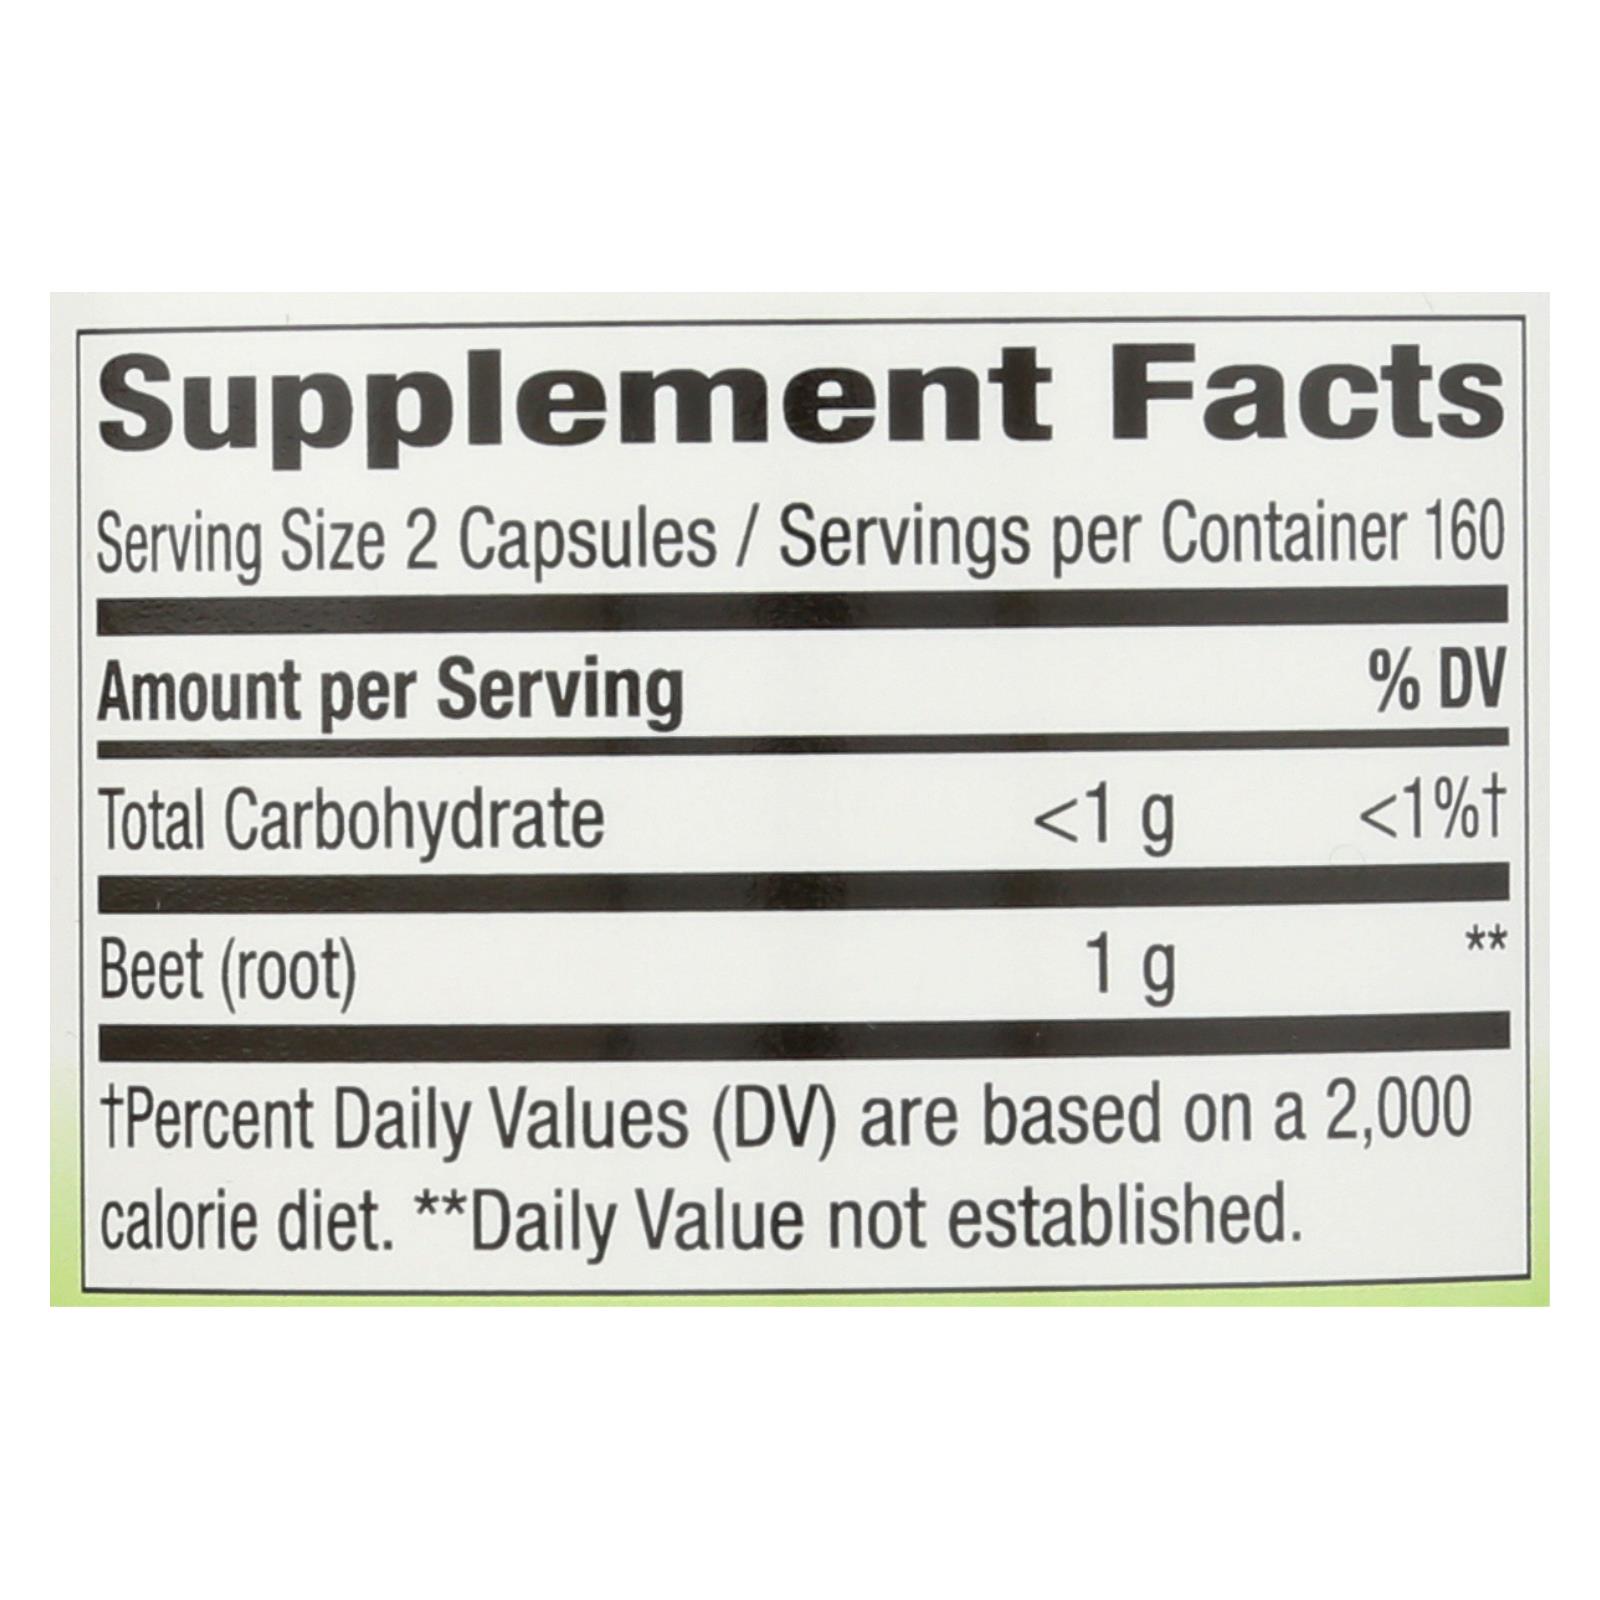 Supplement Facts
Serving Size 2 Capsules / Servings per Container 160
Amount per Serving % DV
Total Carbohydrate <1 g <1%†
Beet (root) 1 g **
†Percent Daily Values (DV) are based on a 2,000
calorie diet. **Daily Value not established.